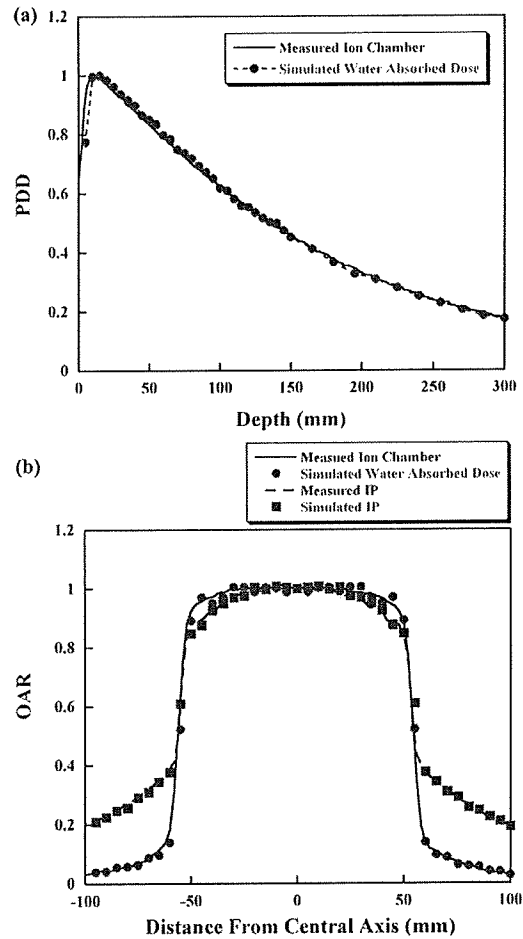 (a)
1.2
1
0.8
0.6
0.4
0.2
0
PDD
Measured Ion Chamber
Simulated Water Absorbed Dose
0 50 100 150 200 250 300
Depth (mm)
(b)
Measued Ion Chamber
Simulated Water Absorbed Dose
Measured IP
Simulated IP
1.2
1
0.8
0.6
0.4
0.2
0
OAR
-100 -50 0 50 100
Distance From Central Axis (mm)